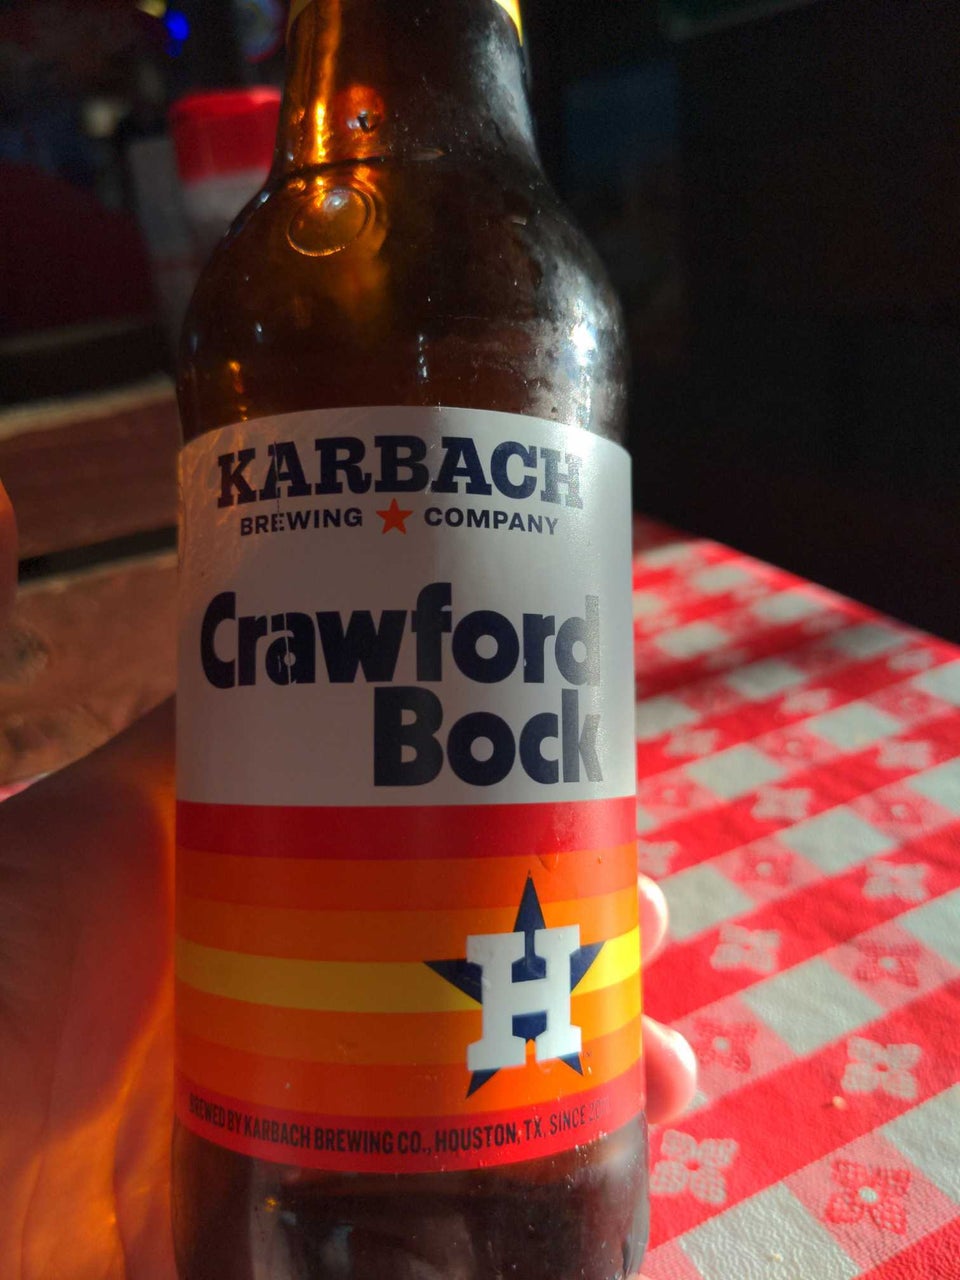 KARBACH
BREWING COMPANY
Crawford
Bock
H
BREWED BY KARBACH BREWING CO., HOUSTON, TX, SINCE